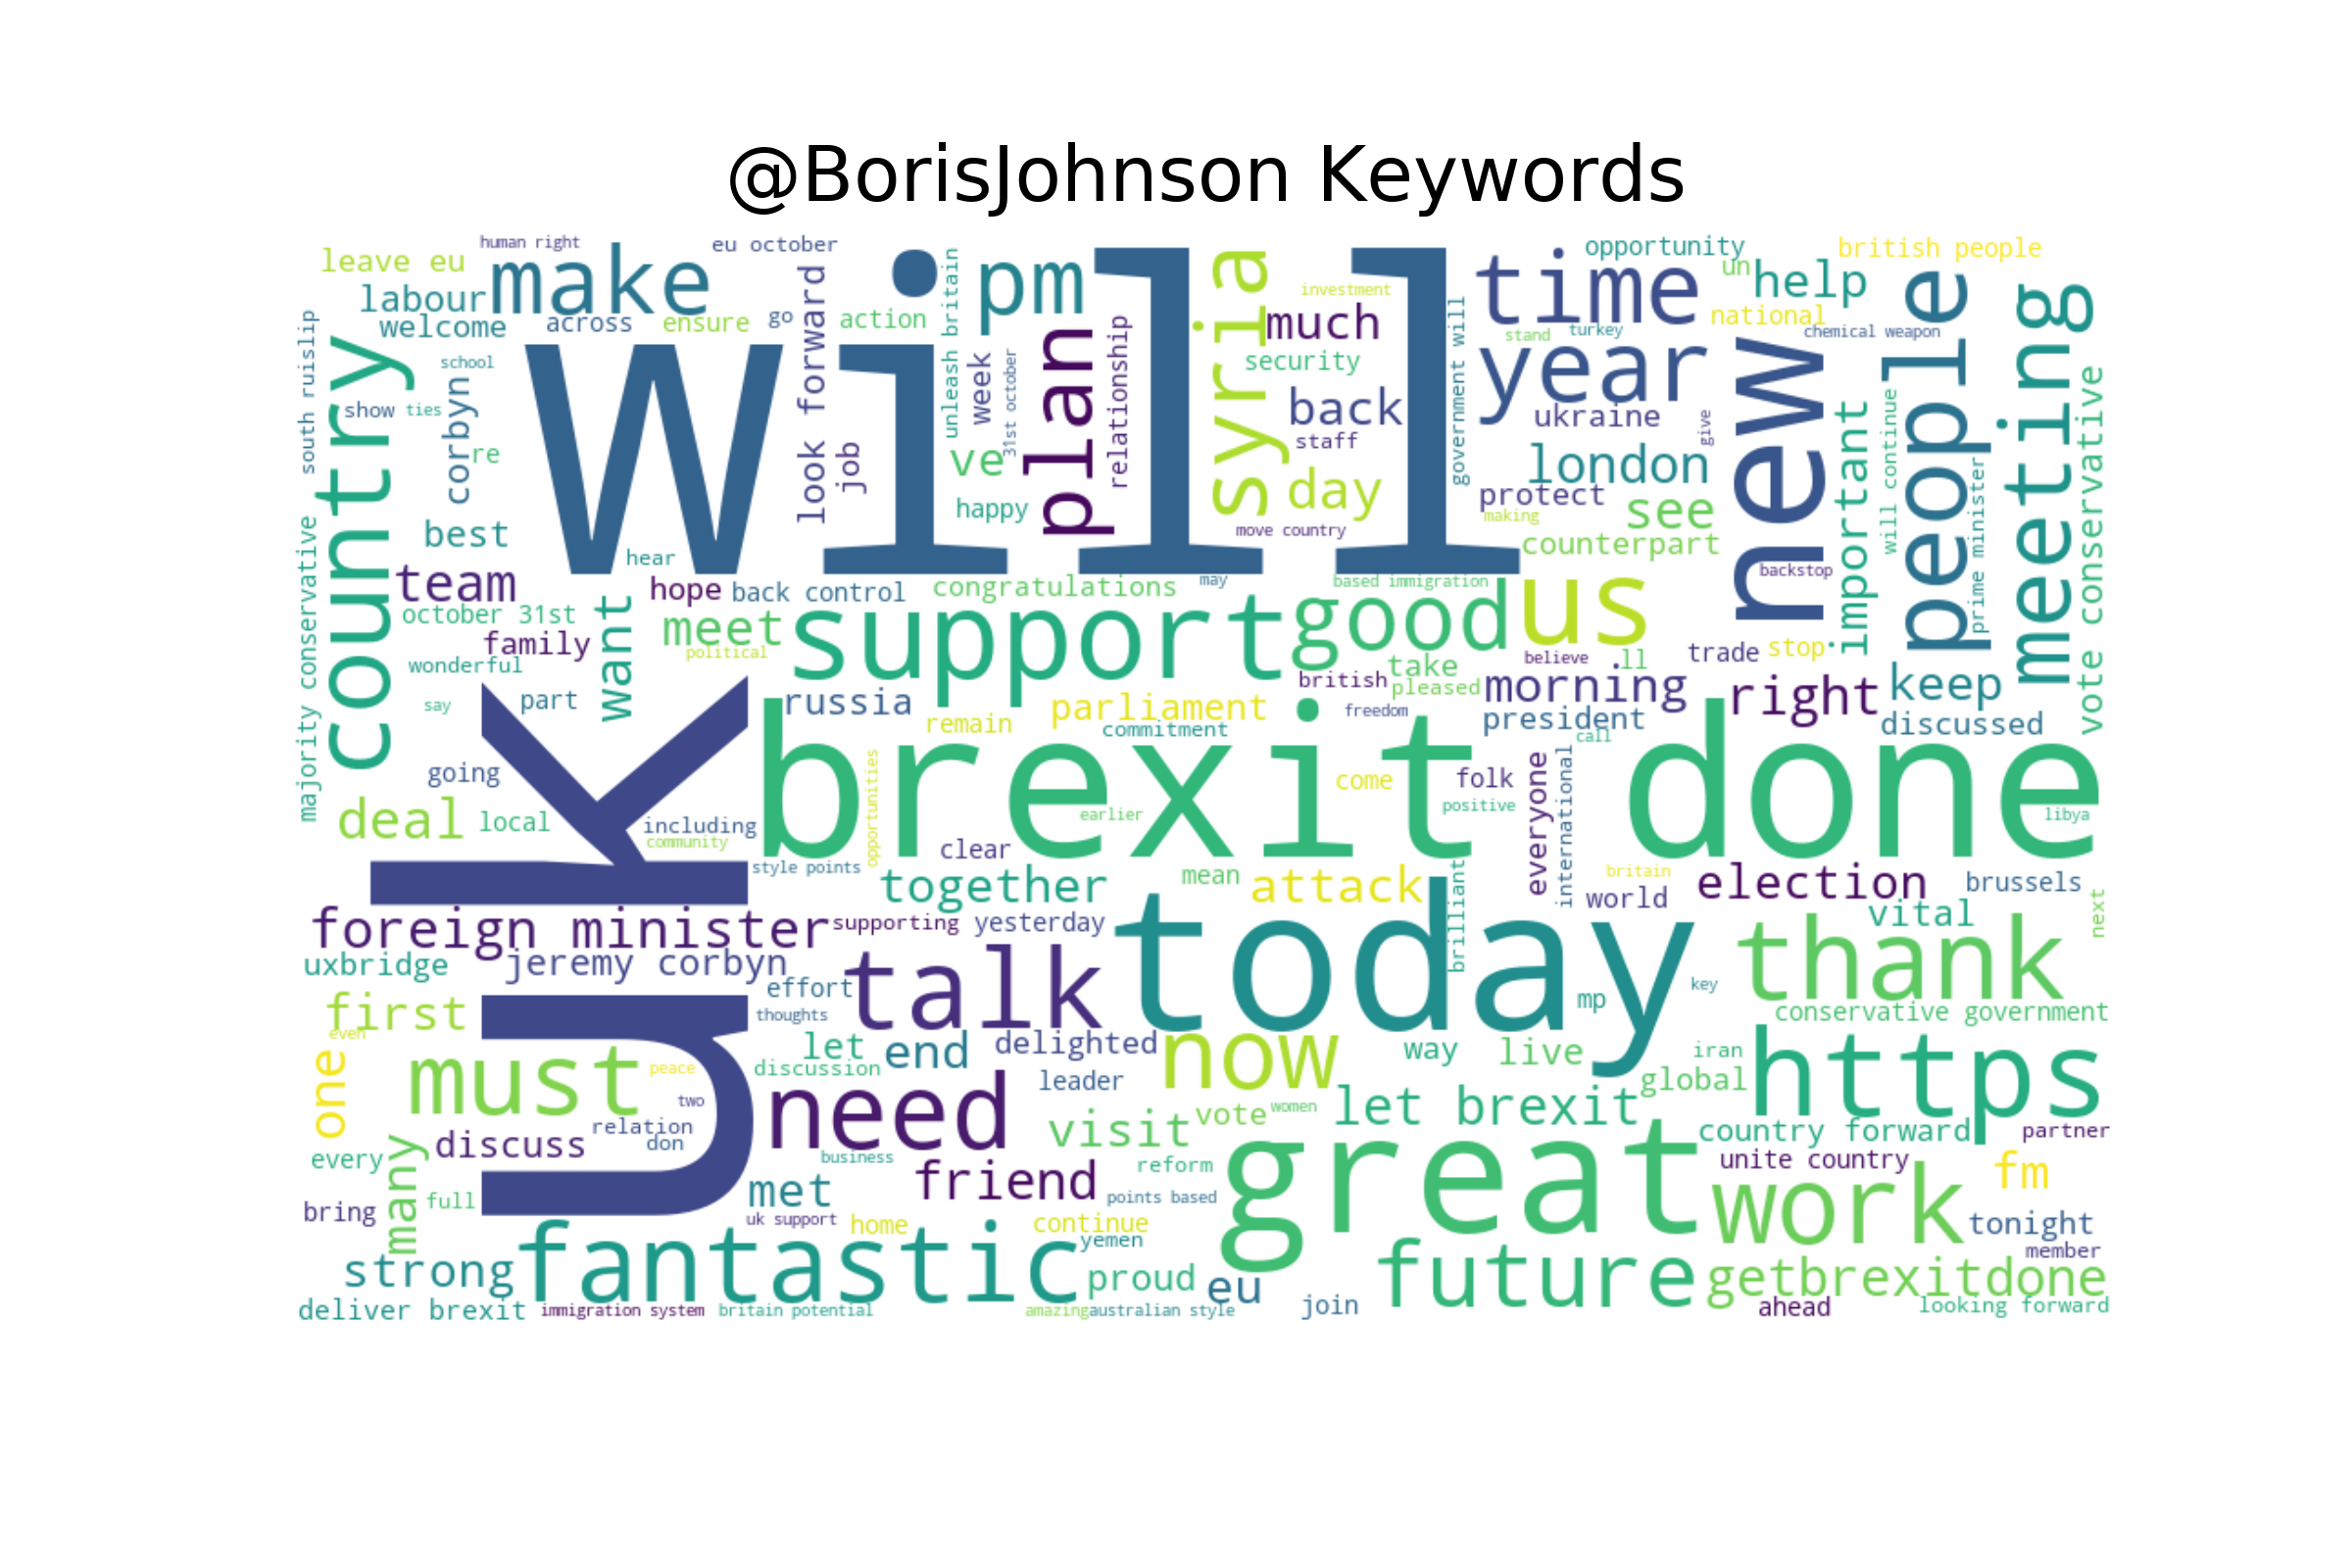 @BorisJohnson Keywords
human right
eu october
opportunity
british people
leave eu
make
will
pm
syria
time
un
help
people
meeting
labour
investment
much
national
welcome
across
ensure
go
look forward
action
unleash britain
stand
turkey
chemical weapon
south ruislip
country
school
corbyn
week
31st october
plan
relationship
security
government will
year
new
show
ties
back
ukraine
give
important
will continue
vote conservative
re
job
ve
staff
london
happy
day
protect
see
prime minister
majority conservative
best
making
move country
counterpart
hear
team
hope
back control
congratulations
may
based immigration
backstop
october 31st
want
meet
support
good
us
family
political
believe
ll
trade
stop
wonderful
take
british
pleased
morning
right
keep
say
part
russia
parliament
freedom
president
discussed
remain
commitment
call
uk
brexit
done
going
opportunities
come
folk
everyone
international
deal
local
including
earlier
positive
libya
community
clear
style points
together
mean
attack
brilliant
britain
world
election
brussels
foreign minister
supporting
yesterday
today
vital
next
uxbridge
jeremy corbyn
talk
thank
first
effort
mp
key
thoughts
conservative government
even
one
must
let
end
delighted
now
way
live
iran
https
peace
discussion
leader
global
two
need
visit
vote
women
let brexit
relation
discuss
don
country forward
partner
every
many
business
friend
reform
great
unite country
fm
bring
full
met
points based
work
uk support
home
continue
tonight
fantastic
yemen
member
strong
proud
eu
future
getbrexitdone
deliver brexit
immigration system
britain potential
amazing
australian style
join
ahead
looking forward